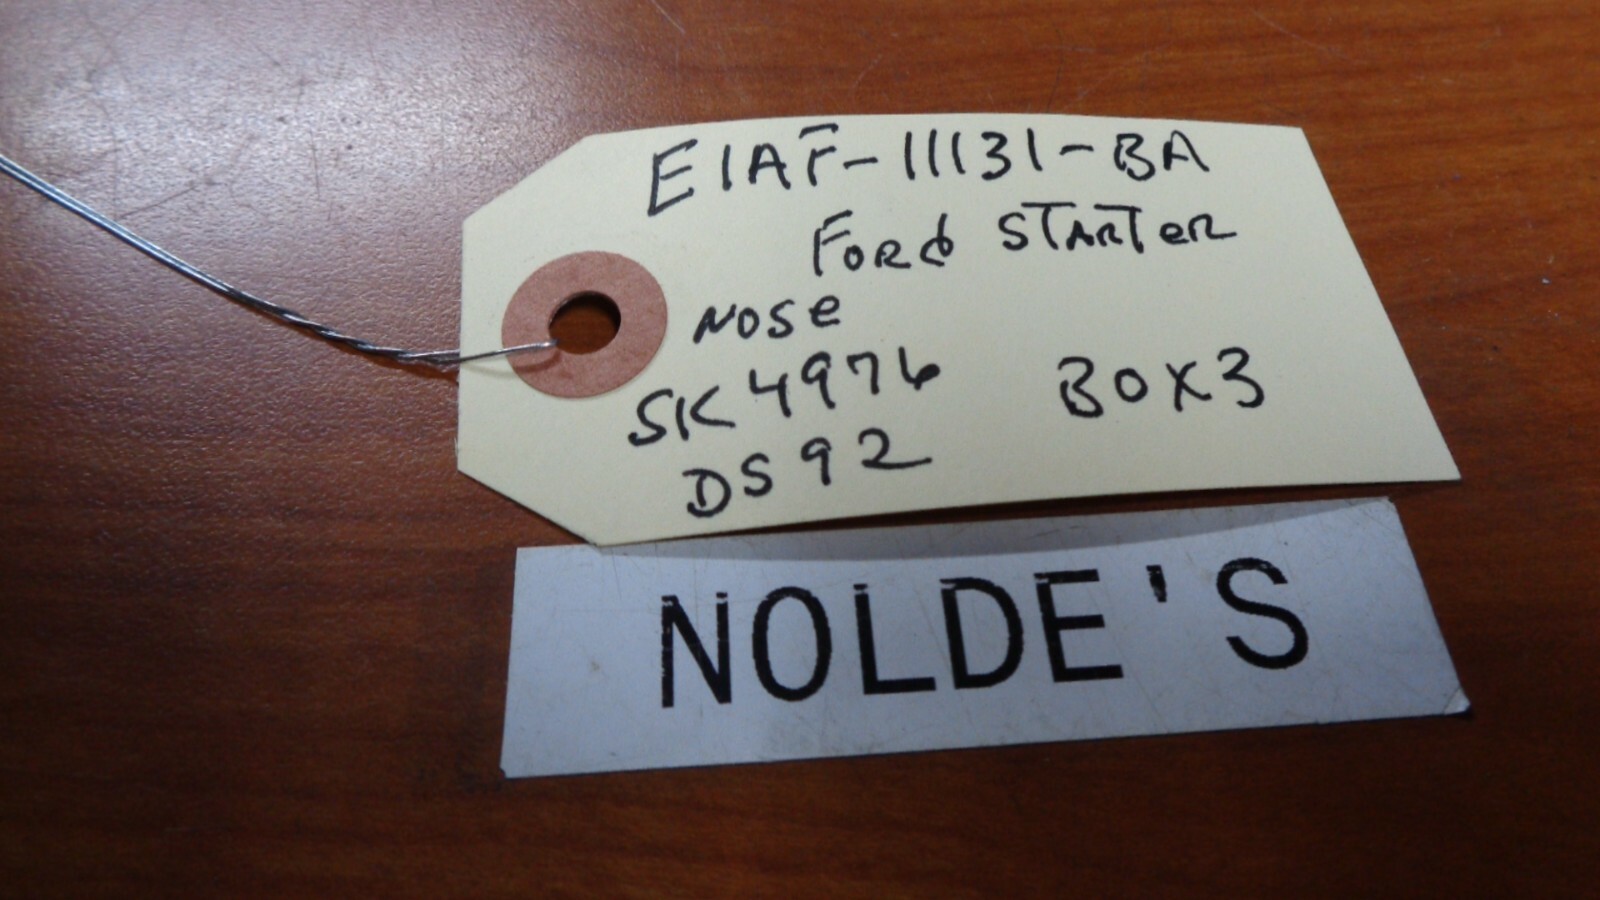 E1AF-11131-BA
FORD STARTER
NOSE
SK4976 BOX3
DS92
NOLDE'S